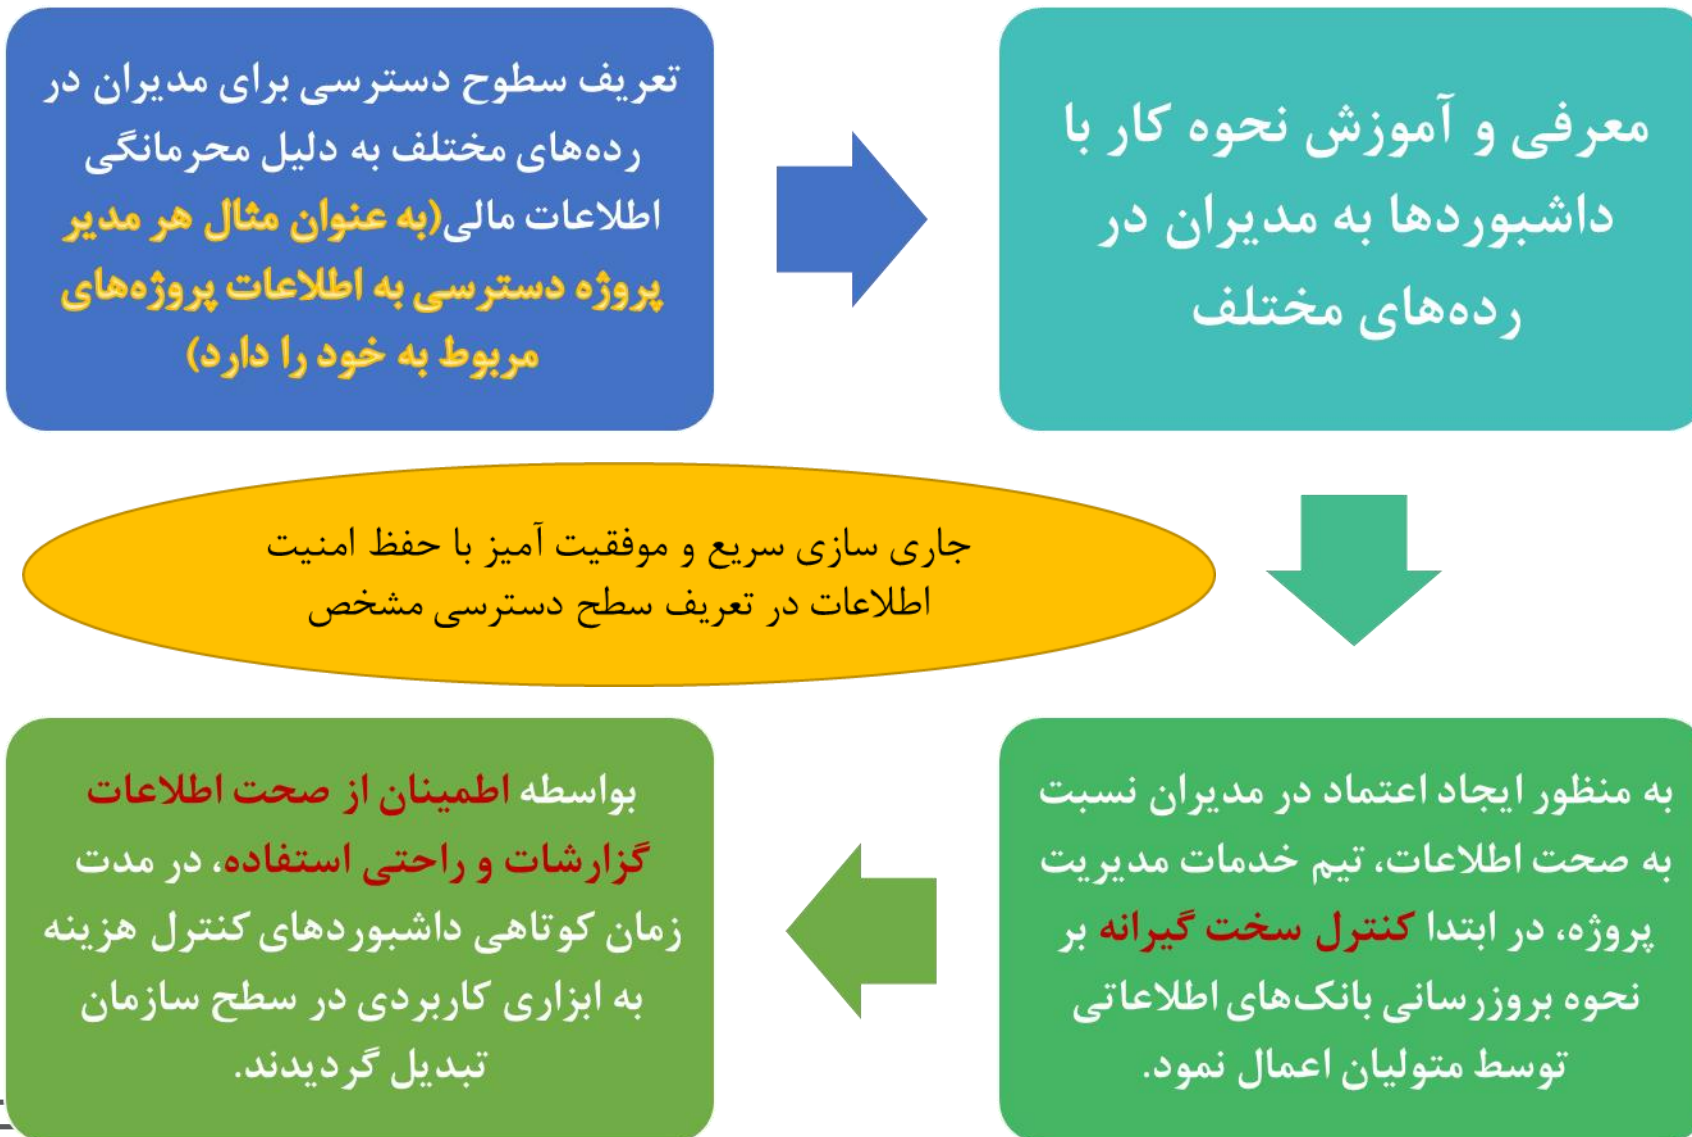 تعریف سطوح دسترسی برای مدیران در
رده‌های مختلف به دلیل محرمانگی
اطلاعات مالی(به عنوان مثال هر مدیر
پروژه دسترسی به اطلاعات پروژه‌های
مربوط به خود را دارد)
معرفی و آموزش نحوه کار با
داشبوردها به مدیران در
رده‌های مختلف
جاری سازی سریع و موفقیت آمیز با حفظ امنیت
اطلاعات در تعریف سطح دسترسی مشخص
به منظور ایجاد اعتماد در مدیران نسبت
به صحت اطلاعات، تیم خدمات مدیریت
پروژه، در ابتدا کنترل سخت گیرانه بر
نحوه بروزرسانی بانک‌های اطلاعاتی
توسط متولیان اعمال نمود.
بواسطه اطمینان از صحت اطلاعات
گزارشات و راحتی استفاده، در مدت
زمان کوتاهی داشبوردهای کنترل هزینه
به ابزاری کاربردی در سطح سازمان
تبدیل گردیدند.